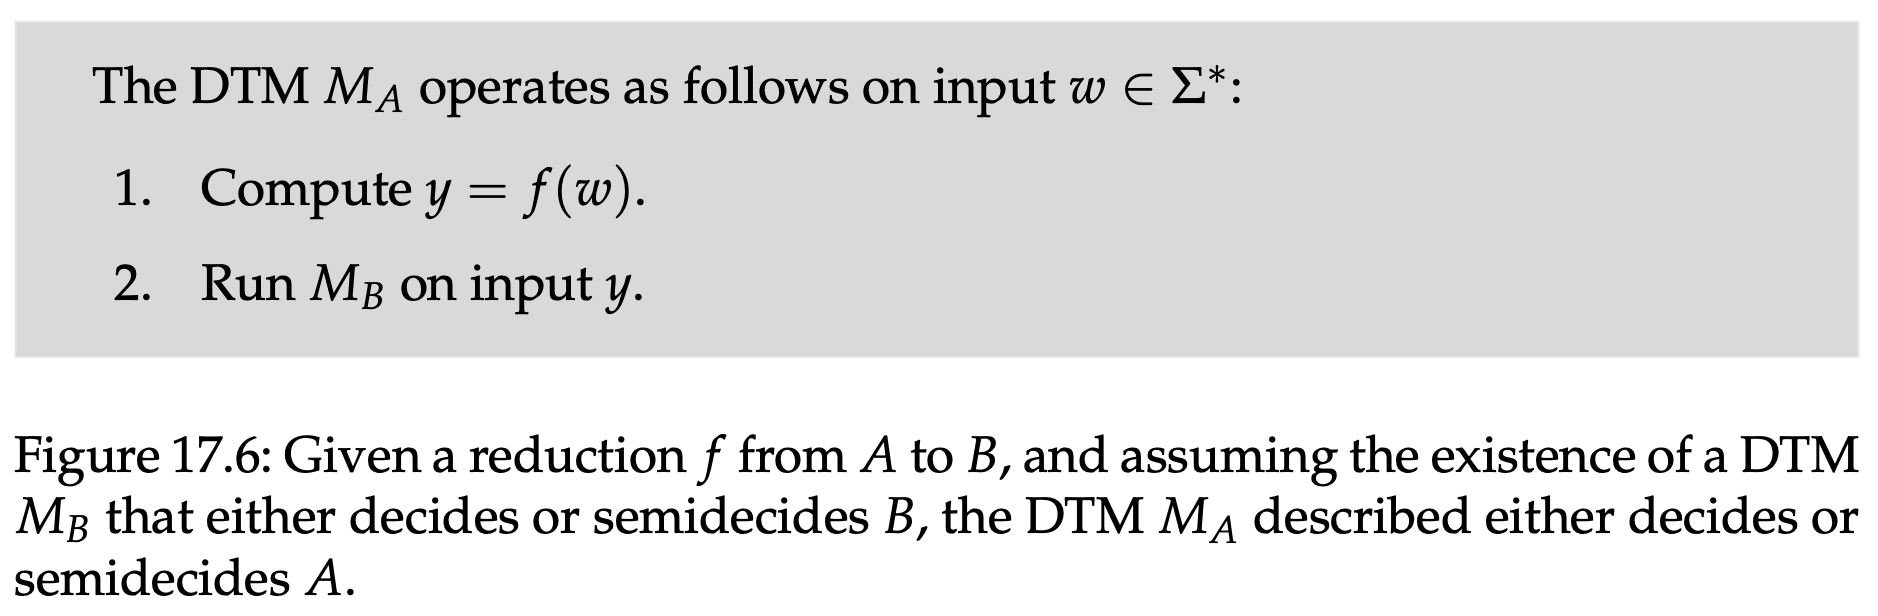 The DTM M_A operates as follows on input w ∈ Σ*:
1. Compute y = f(w).
2. Run M_B on input y.
Figure 17.6: Given a reduction f from A to B, and assuming the existence of a DTM
M_B that either decides or semidecides B, the DTM M_A described either decides or
semidecides A.